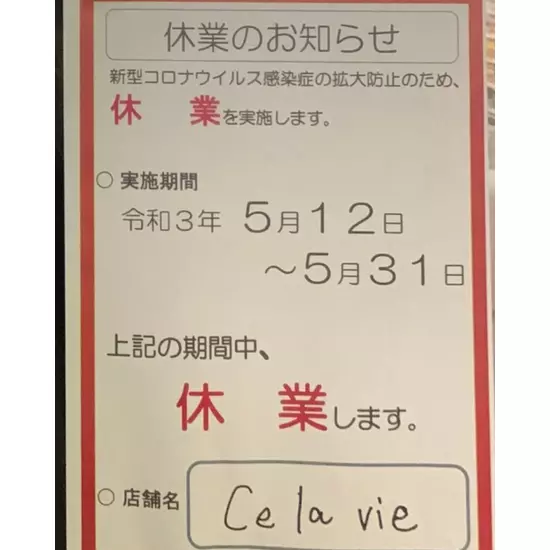 休業のお知らせ
新型コロナウイルス感染症の拡大防止のため、
休 業を実施します。
○ 実施期間
令和3年 5月12日
～5月31日
上記の期間中、
休 業します。
○ 店舗名
Ce la vie